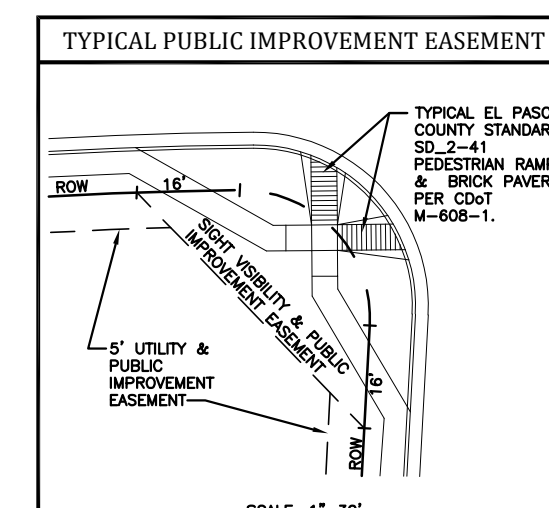 TYPICAL PUBLIC IMPROVEMENT EASEMENT
TYPICAL EL PASO
COUNTY STANDAR
SD_2-41
PEDESTRIAN RAMP
& BRICK PAVER
PER CDoT
M-608-1.
ROW
16'
SIGHT VISIBILITY & PUBLIC
IMPROVEMENT EASEMENT
5' UTILITY &
PUBLIC
IMPROVEMENT
EASEMENT
16'
ROW